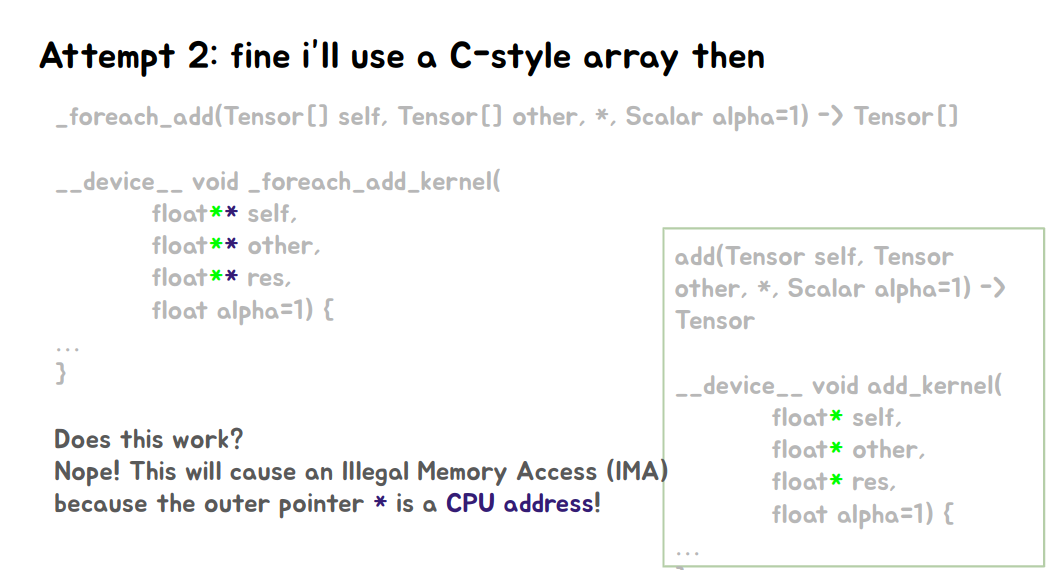 Attempt 2: fine i'll use a C-style array then
_foreach_add(Tensor[] self, Tensor[] other, *, Scalar alpha=1) -> Tensor[]
__device__ void _foreach_add_kernel(
float** self,
float** other,
float** res,
float alpha=1) {
...
}
Does this work?
Nope! This will cause an Illegal Memory Access (IMA)
because the outer pointer * is a CPU address!
add(Tensor self, Tensor
other, *, Scalar alpha=1) ->
Tensor
__device__ void add_kernel(
float* self,
float* other,
float* res,
float alpha=1) {
...